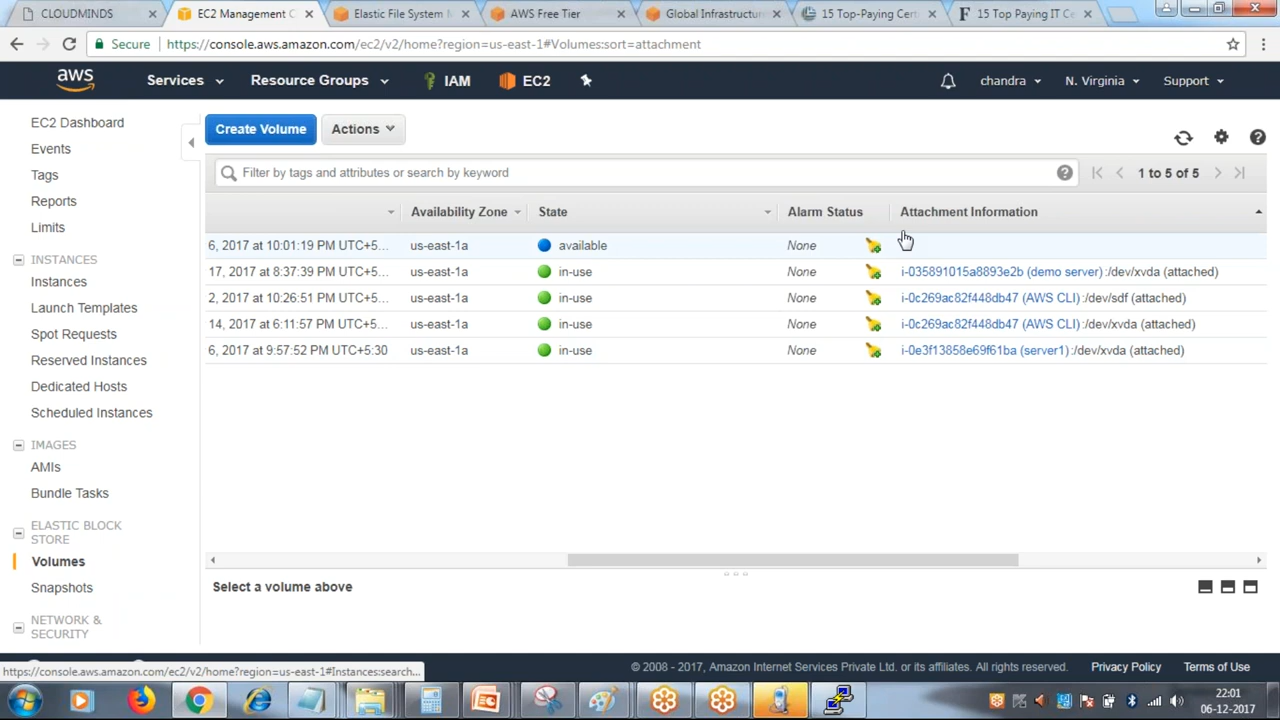 CLOUDMINDS
EC2 Management C
Elastic File System M
AWS Free Tier
Global Infrastructur
15 Top-Paying Cert
15 Top Paying IT Ce
Secure
https://console.aws.amazon.com/ec2/v2/home?region=us-east-1#Volumes:sort=attachment
aws
Services
Resource Groups
IAM
EC2
chandra
N. Virginia
Support
EC2 Dashboard
Events
Tags
Reports
Limits
INSTANCES
Instances
Launch Templates
Spot Requests
Reserved Instances
Dedicated Hosts
Scheduled Instances
IMAGES
AMIs
Bundle Tasks
ELASTIC BLOCK
STORE
Volumes
Snapshots
NETWORK &
SECURITY
Create Volume
Actions
Filter by tags and attributes or search by keyword
1 to 5 of 5
Availability Zone
State
Alarm Status
Attachment Information
6, 2017 at 10:01:19 PM UTC+5... us-east-1a available None
17, 2017 at 8:37:39 PM UTC+5... us-east-1a in-use None i-035891015a8893e2b (demo server):/dev/xvda (attached)
2, 2017 at 10:26:51 PM UTC+5... us-east-1a in-use None i-0c269ac82f448db47 (AWS CLI):/dev/sdf (attached)
14, 2017 at 6:11:57 PM UTC+5... us-east-1a in-use None i-0c269ac82f448db47 (AWS CLI):/dev/xvda (attached)
6, 2017 at 9:57:52 PM UTC+5:30 us-east-1a in-use None i-0e3f13858e69f61ba (server1):/dev/xvda (attached)
Select a volume above
https://console.aws.amazon.com/ec2/v2/home?region=us-east-1#Instances:search...
© 2008 - 2017, Amazon Internet Services Private Ltd. or its affiliates. All rights reserved.
Privacy Policy
Terms of Use
22:01
06-12-2017